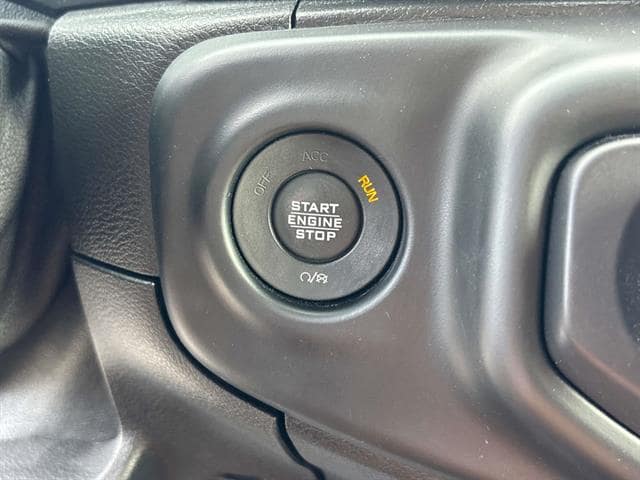 OFF
ACC
RUN
START
ENGINE
STOP